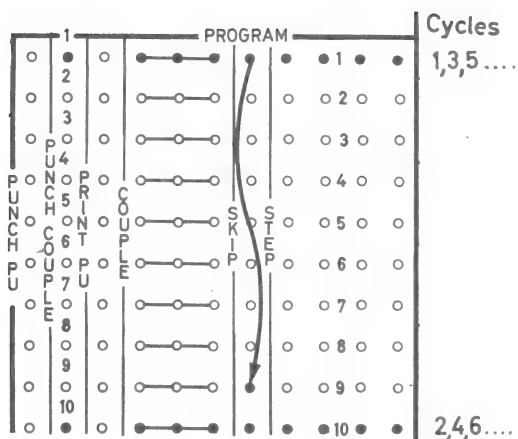 PROGRAM
Cycles
1,3,5....
2,4,6....
1
2
3
4
5
6
7
8
9
10
PUNCH PU
PUNCH COUPLE
PRINT PU
COUPLE
SKIP
STEP
1
2
3
4
5
6
7
8
9
10